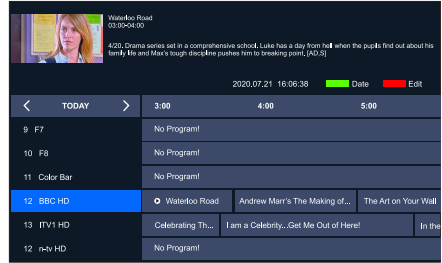 Waterloo Road
03:00-04:00
4/20. Drama series set in a comprehensive school. Luke has a day from hell when the pupils find out about his
family life and Max's tough discipline pushes him to breaking point. [AD,S]
2020.07.21 16:06:38 Date Edit
< TODAY > 3:00 4:00 5:00
9 F7 No Program!
10 F8 No Program!
11 Color Bar No Program!
12 BBC HD Waterloo Road Andrew Marr's The Making of... The Art on Your Wall
13 ITV1 HD Celebrating Th... I am a Celebrity...Get Me Out of Here! In the
12 n-tv HD No Program!